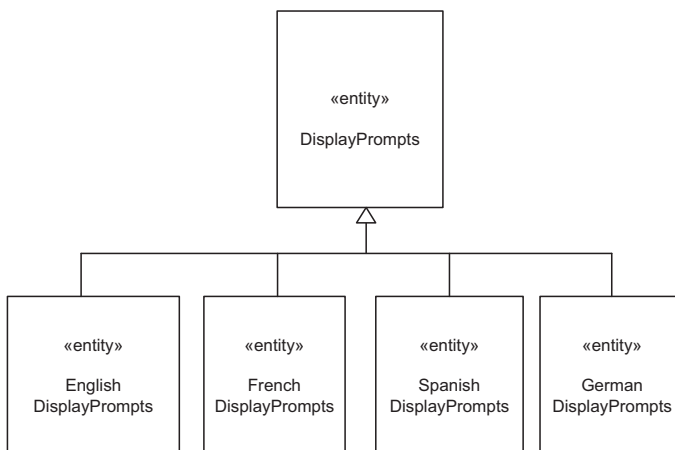 «entity»
DisplayPrompts
«entity»
English
DisplayPrompts
«entity»
French
DisplayPrompts
«entity»
Spanish
DisplayPrompts
«entity»
German
DisplayPrompts